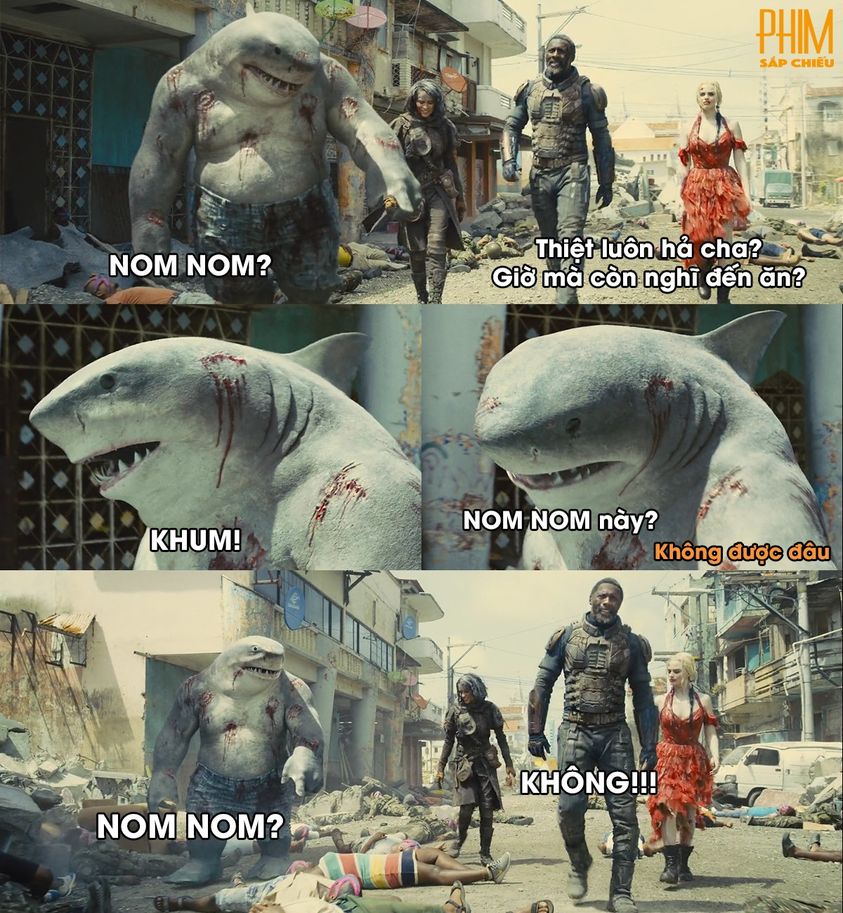 PHIM
SẮP CHIẾU
NOM NOM?
Thiệt luôn hả cha?
Giờ mà còn nghĩ đến ăn?
KHUM!
NOM NOM này?
Không được đâu
KHÔNG!!!
NOM NOM?